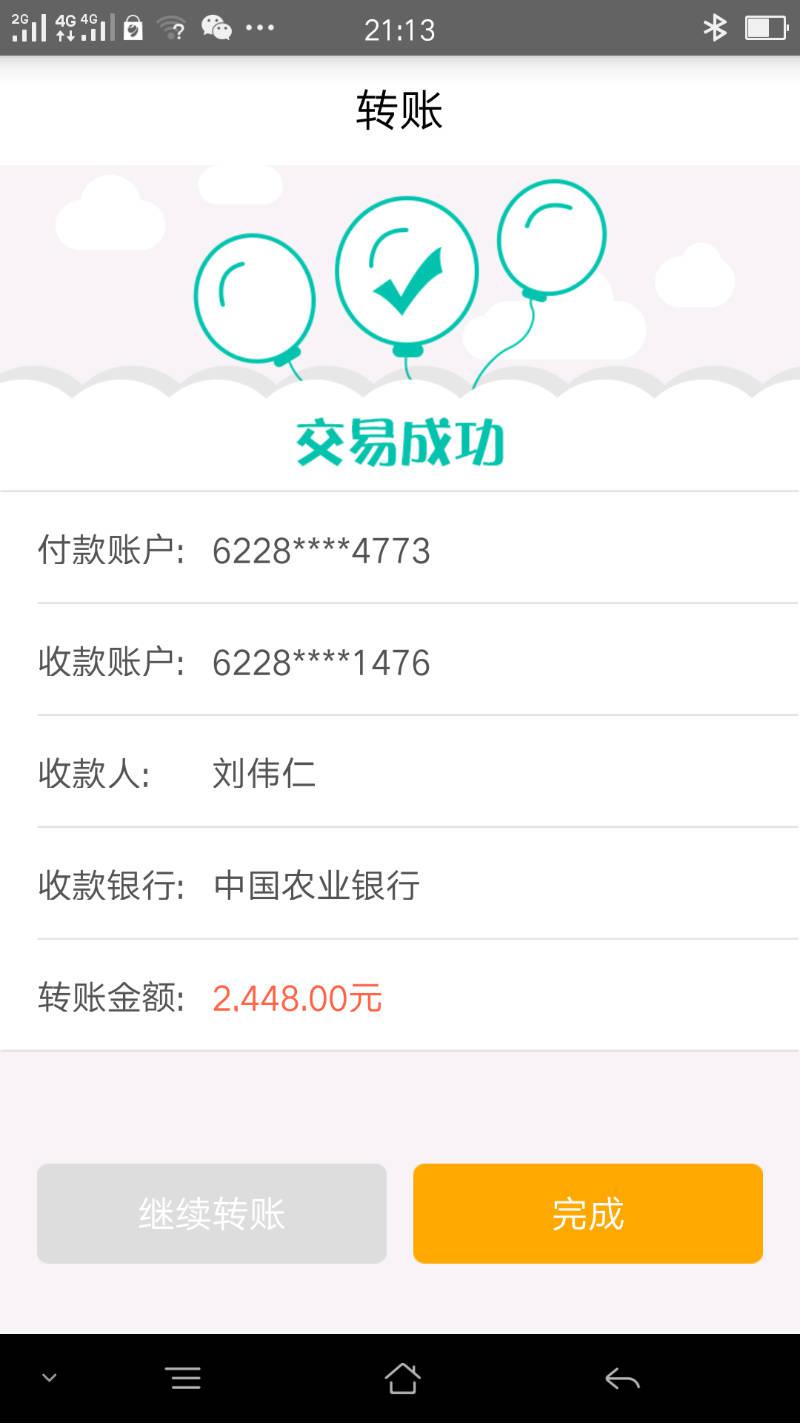 2G 4G 4G 21:13
转账
交易成功
付款账户: 6228****4773
收款账户: 6228****1476
收款人: 刘伟仁
收款银行: 中国农业银行
转账金额: 2,448.00元
继续转账 完成